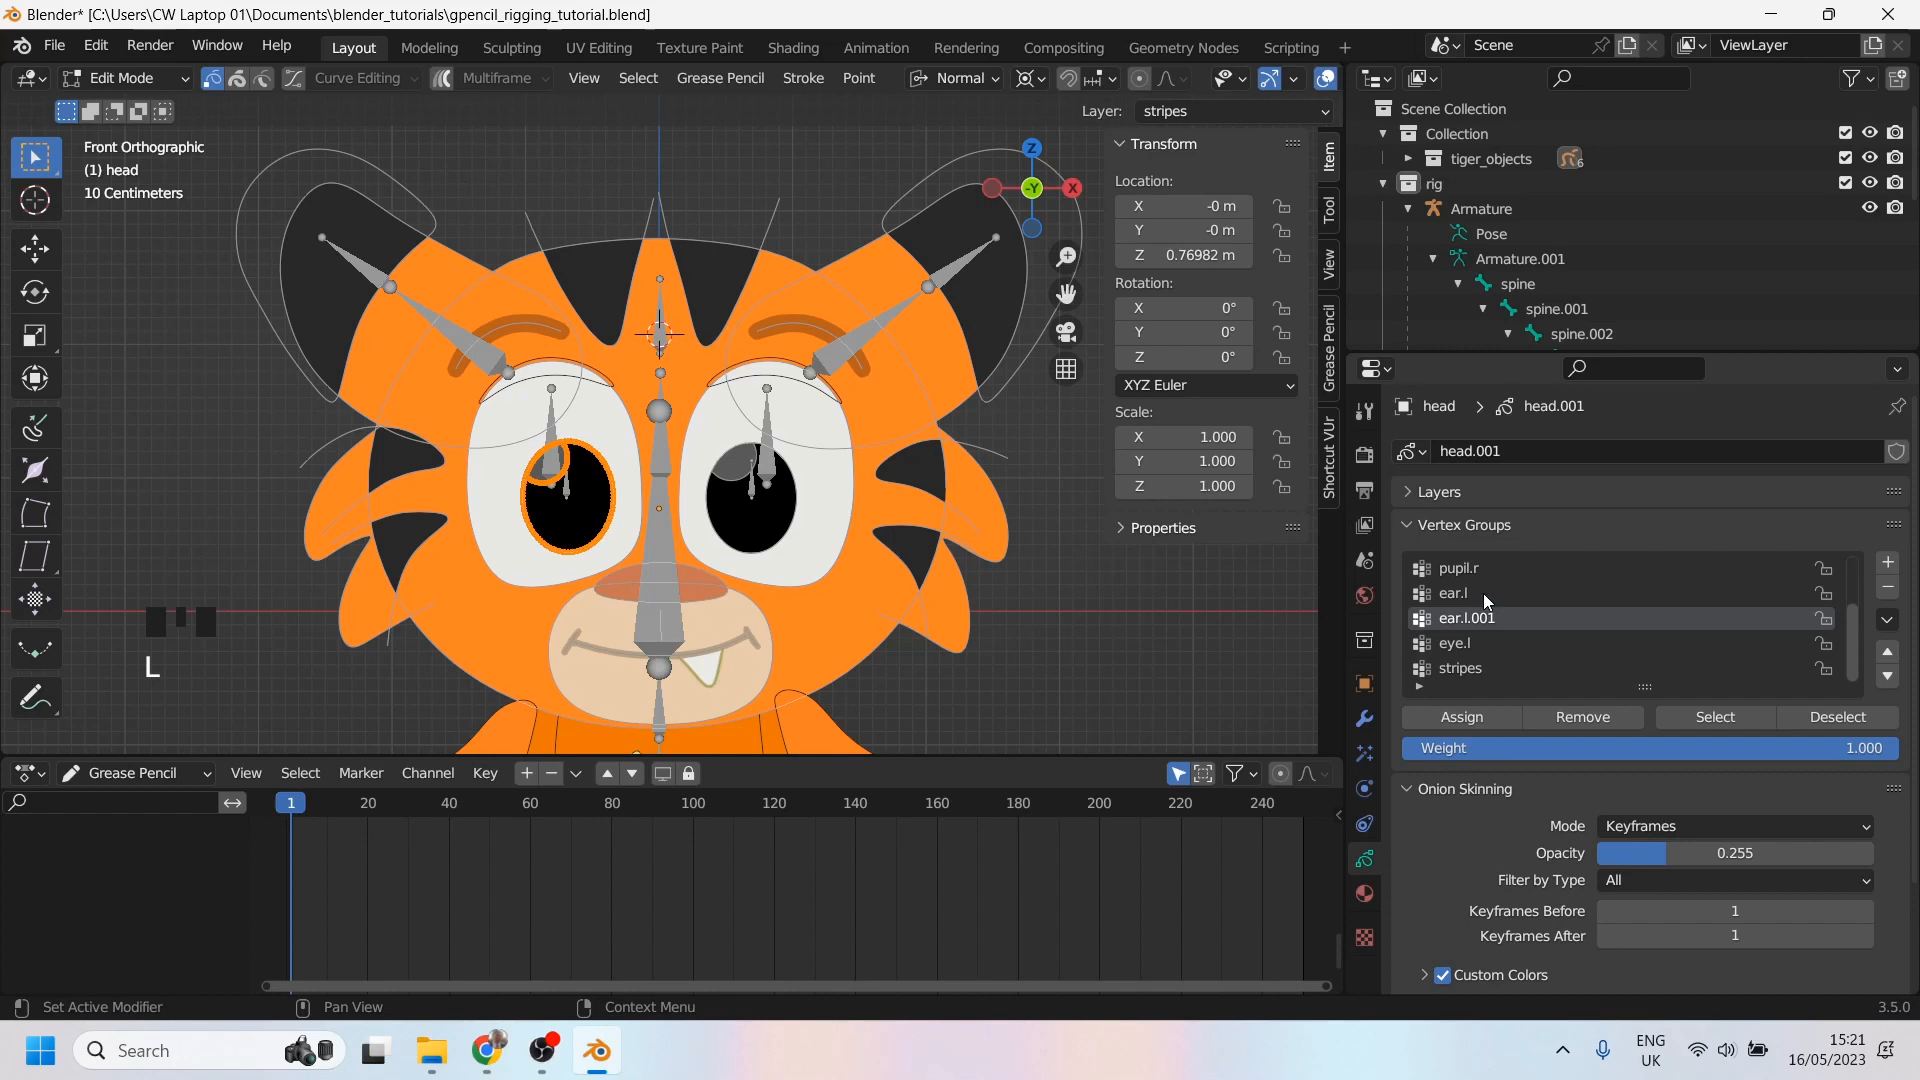 Blender* [C:\Users\CW Laptop 01\Documents\blender_tutorials\gpencil_rigging_tutorial.blend]
File Edit Render Window Help Layout Modeling Sculpting UV Editing Texture Paint Shading Animation Rendering Compositing Geometry Nodes Scripting + Scene ViewLayer
Edit Mode Curve Editing Multiframe View Select Grease Pencil Stroke Point Normal
Layer: stripes
Front Orthographic
(1) head
10 Centimeters
Z
X
-Y
Transform
Location:
X -0 m
Y -0 m
Z 0.76982 m
Rotation:
X 0°
Y 0°
Z 0°
XYZ Euler
Scale:
X 1.000
Y 1.000
Z 1.000
Properties
Item
Tool
View
Grease Pencil
Shortcut VUr
L
Scene Collection
Collection
tiger_objects 6
rig
Armature
Pose
Armature.001
spine
spine.001
spine.002
head > head.001
head.001
Layers
Vertex Groups
pupil.r
ear.l
ear.l.001
eye.l
stripes
Assign Remove Select Deselect
Weight 1.000
Onion Skinning
Mode Keyframes
Opacity 0.255
Filter by Type All
Keyframes Before 1
Keyframes After 1
Custom Colors
Grease Pencil View Select Marker Channel Key
1 20 40 60 80 100 120 140 160 180 200 220 240
Set Active Modifier Pan View Context Menu 3.5.0
Search
ENG
UK
15:21
16/05/2023